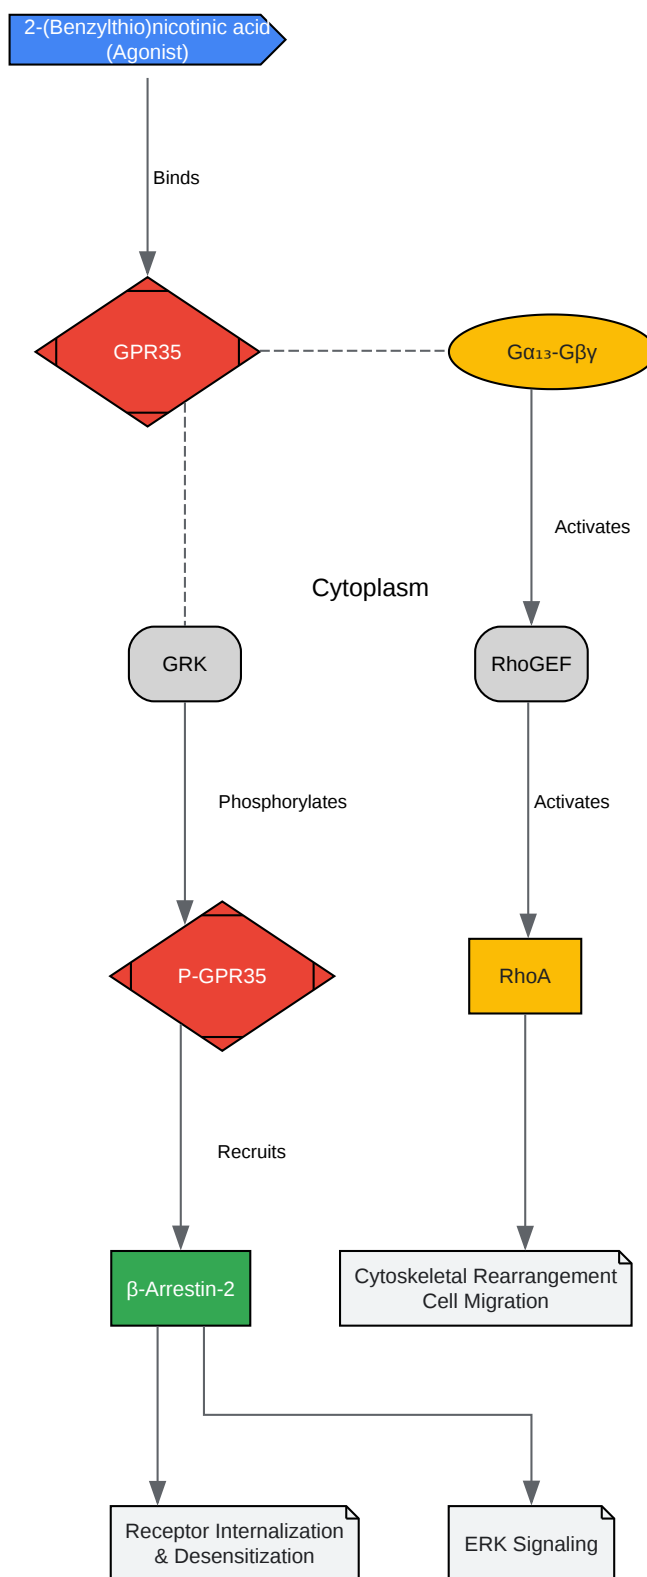 2-(Benzylthio)nicotinic acid
(Agonist)
Binds
GPR35
Gα₁₃-Gβγ
Activates
Cytoplasm
GRK
RhoGEF
Phosphorylates
Activates
P-GPR35
RhoA
Recruits
β-Arrestin-2
Cytoskeletal Rearrangement
Cell Migration
Receptor Internalization
& Desensitization
ERK Signaling